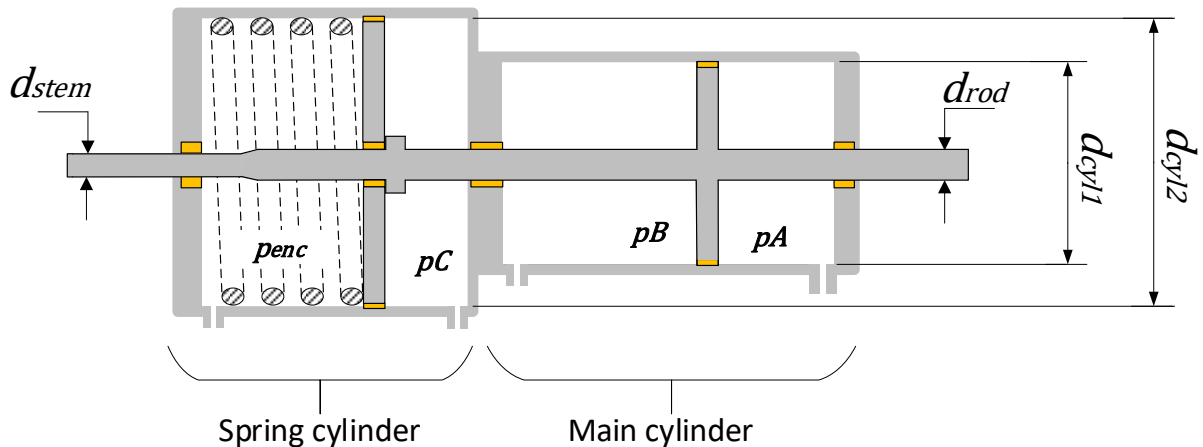 dstem
drod
dcyl1
dcyl2
penc
pC
pB
pA
Spring cylinder
Main cylinder